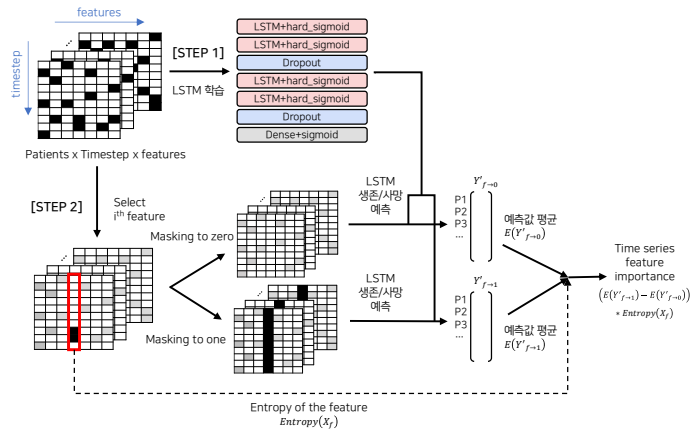 features
timestep
[STEP 1]
LSTM 학습
LSTM+hard_sigmoid
LSTM+hard_sigmoid
Dropout
LSTM+hard_sigmoid
LSTM+hard_sigmoid
Dropout
Dense+sigmoid
Patients x Timestep x features
[STEP 2]
Select
iᵗʰ feature
Masking to zero
Masking to one
LSTM
생존/사망
예측
LSTM
생존/사망
예측
Y'_{f→0}
P1
P2
P3
...
예측값 평균
E(Y'_{f→0})
Y'_{f→1}
P1
P2
P3
...
예측값 평균
E(Y'_{f→1})
Time series
feature
importance
(E(Y'_{f→1}) − E(Y'_{f→0}))
* Entropy(X_f)
Entropy of the feature
Entropy(X_f)